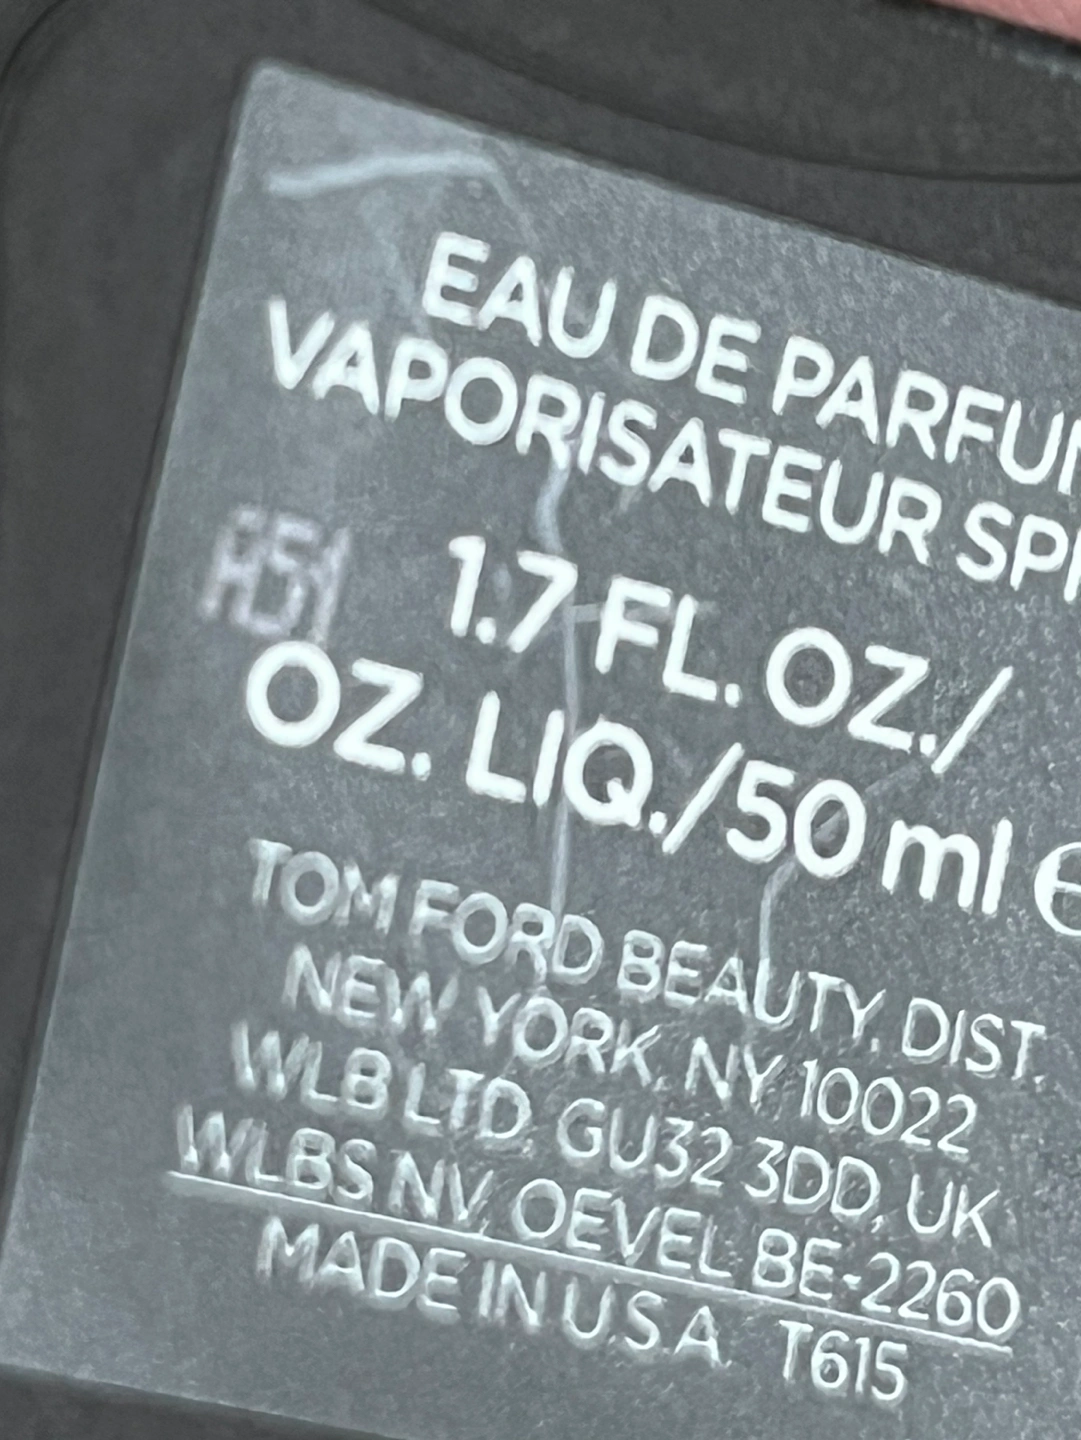 EAU DE PARFUM
VAPORISATEUR SPR
1.7 FL. OZ./
OZ. LIQ./50 ml e
TOM FORD BEAUTY, DIST.
NEW YORK, NY 10022
WLB LTD, GU32 3DD, UK
WLBS NV, OEVEL BE-2260
MADE IN U.S.A. T615